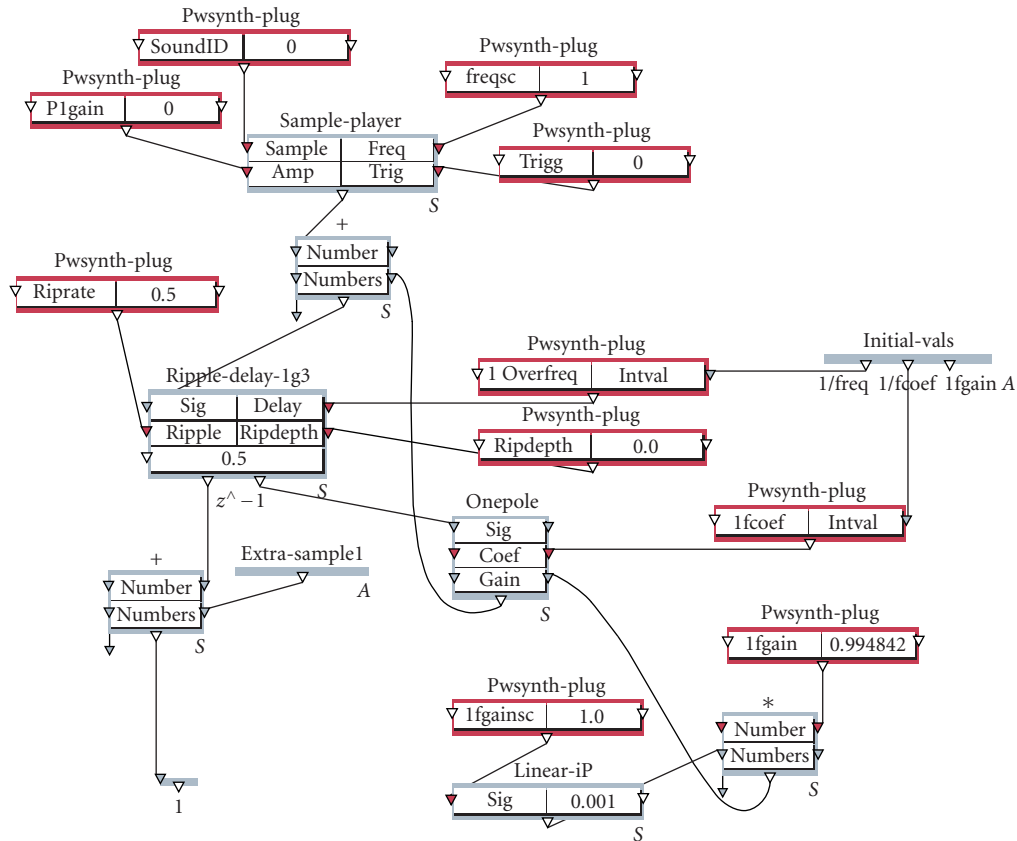 Pwsynth-plug
SoundID 0
Pwsynth-plug
freqsc 1
Pwsynth-plug
P1gain 0
Sample-player
Sample Freq
Amp Trig
S
Pwsynth-plug
Trigg 0
+
Number
Numbers
S
Pwsynth-plug
Riprate 0.5
Pwsynth-plug
1 Overfreq Intval
Initial-vals
1/freq 1/fcoef 1fgain A
Ripple-delay-1g3
Sig Delay
Ripple Ripdepth
0.5
S
z^ −1
Pwsynth-plug
Ripdepth 0.0
Pwsynth-plug
1fcoef Intval
Onepole
Sig
Coef
Gain
S
+
Number
Numbers
S
Extra-sample1
A
Pwsynth-plug
1fgain 0.994842
Pwsynth-plug
1fgainsc 1.0
*
Number
Numbers
S
Linear-iP
Sig 0.001
S
1